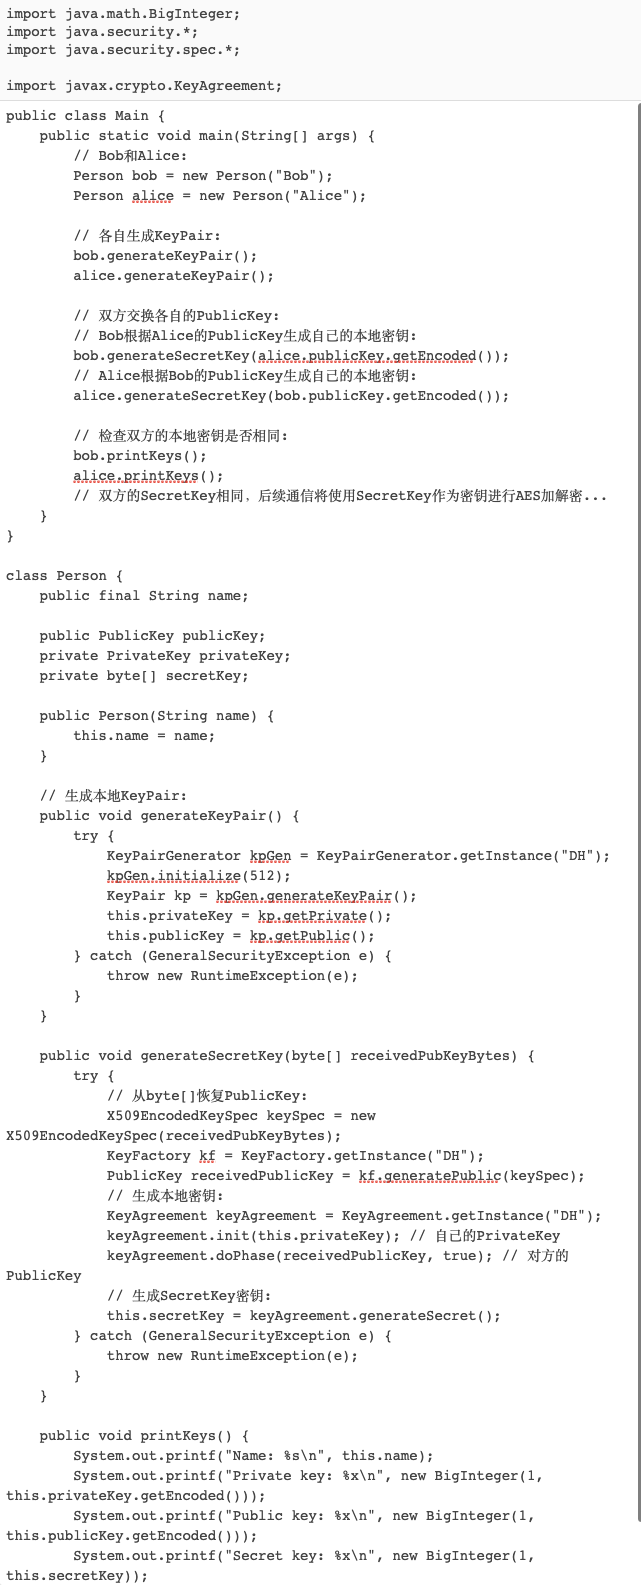 import java.math.BigInteger;
import java.security.*;
import java.security.spec.*;
import javax.crypto.KeyAgreement;
public class Main {
    public static void main(String[] args) {
        // Bob和Alice:
        Person bob = new Person("Bob");
        Person alice = new Person("Alice");
        // 各自生成KeyPair:
        bob.generateKeyPair();
        alice.generateKeyPair();
        // 双方交换各自的PublicKey:
        // Bob根据Alice的PublicKey生成自己的本地密钥:
        bob.generateSecretKey(alice.publicKey.getEncoded());
        // Alice根据Bob的PublicKey生成自己的本地密钥:
        alice.generateSecretKey(bob.publicKey.getEncoded());
        // 检查双方的本地密钥是否相同:
        bob.printKeys();
        alice.printKeys();
        // 双方的SecretKey相同，后续通信将使用SecretKey作为密钥进行AES加解密...
    }
}
class Person {
    public final String name;
    public PublicKey publicKey;
    private PrivateKey privateKey;
    private byte[] secretKey;
    public Person(String name) {
        this.name = name;
    }
    // 生成本地KeyPair:
    public void generateKeyPair() {
        try {
            KeyPairGenerator kpGen = KeyPairGenerator.getInstance("DH");
            kpGen.initialize(512);
            KeyPair kp = kpGen.generateKeyPair();
            this.privateKey = kp.getPrivate();
            this.publicKey = kp.getPublic();
        } catch (GeneralSecurityException e) {
            throw new RuntimeException(e);
        }
    }
    public void generateSecretKey(byte[] receivedPubKeyBytes) {
        try {
            // 从byte[]恢复PublicKey:
            X509EncodedKeySpec keySpec = new
X509EncodedKeySpec(receivedPubKeyBytes);
            KeyFactory kf = KeyFactory.getInstance("DH");
            PublicKey receivedPublicKey = kf.generatePublic(keySpec);
            // 生成本地密钥:
            KeyAgreement keyAgreement = KeyAgreement.getInstance("DH");
            keyAgreement.init(this.privateKey); // 自己的PrivateKey
            keyAgreement.doPhase(receivedPublicKey, true); // 对方的
PublicKey
            // 生成SecretKey密钥:
            this.secretKey = keyAgreement.generateSecret();
        } catch (GeneralSecurityException e) {
            throw new RuntimeException(e);
        }
    }
    public void printKeys() {
        System.out.printf("Name: %s\n", this.name);
        System.out.printf("Private key: %x\n", new BigInteger(1,
this.privateKey.getEncoded()));
        System.out.printf("Public key: %x\n", new BigInteger(1,
this.publicKey.getEncoded()));
        System.out.printf("Secret key: %x\n", new BigInteger(1,
this.secretKey));